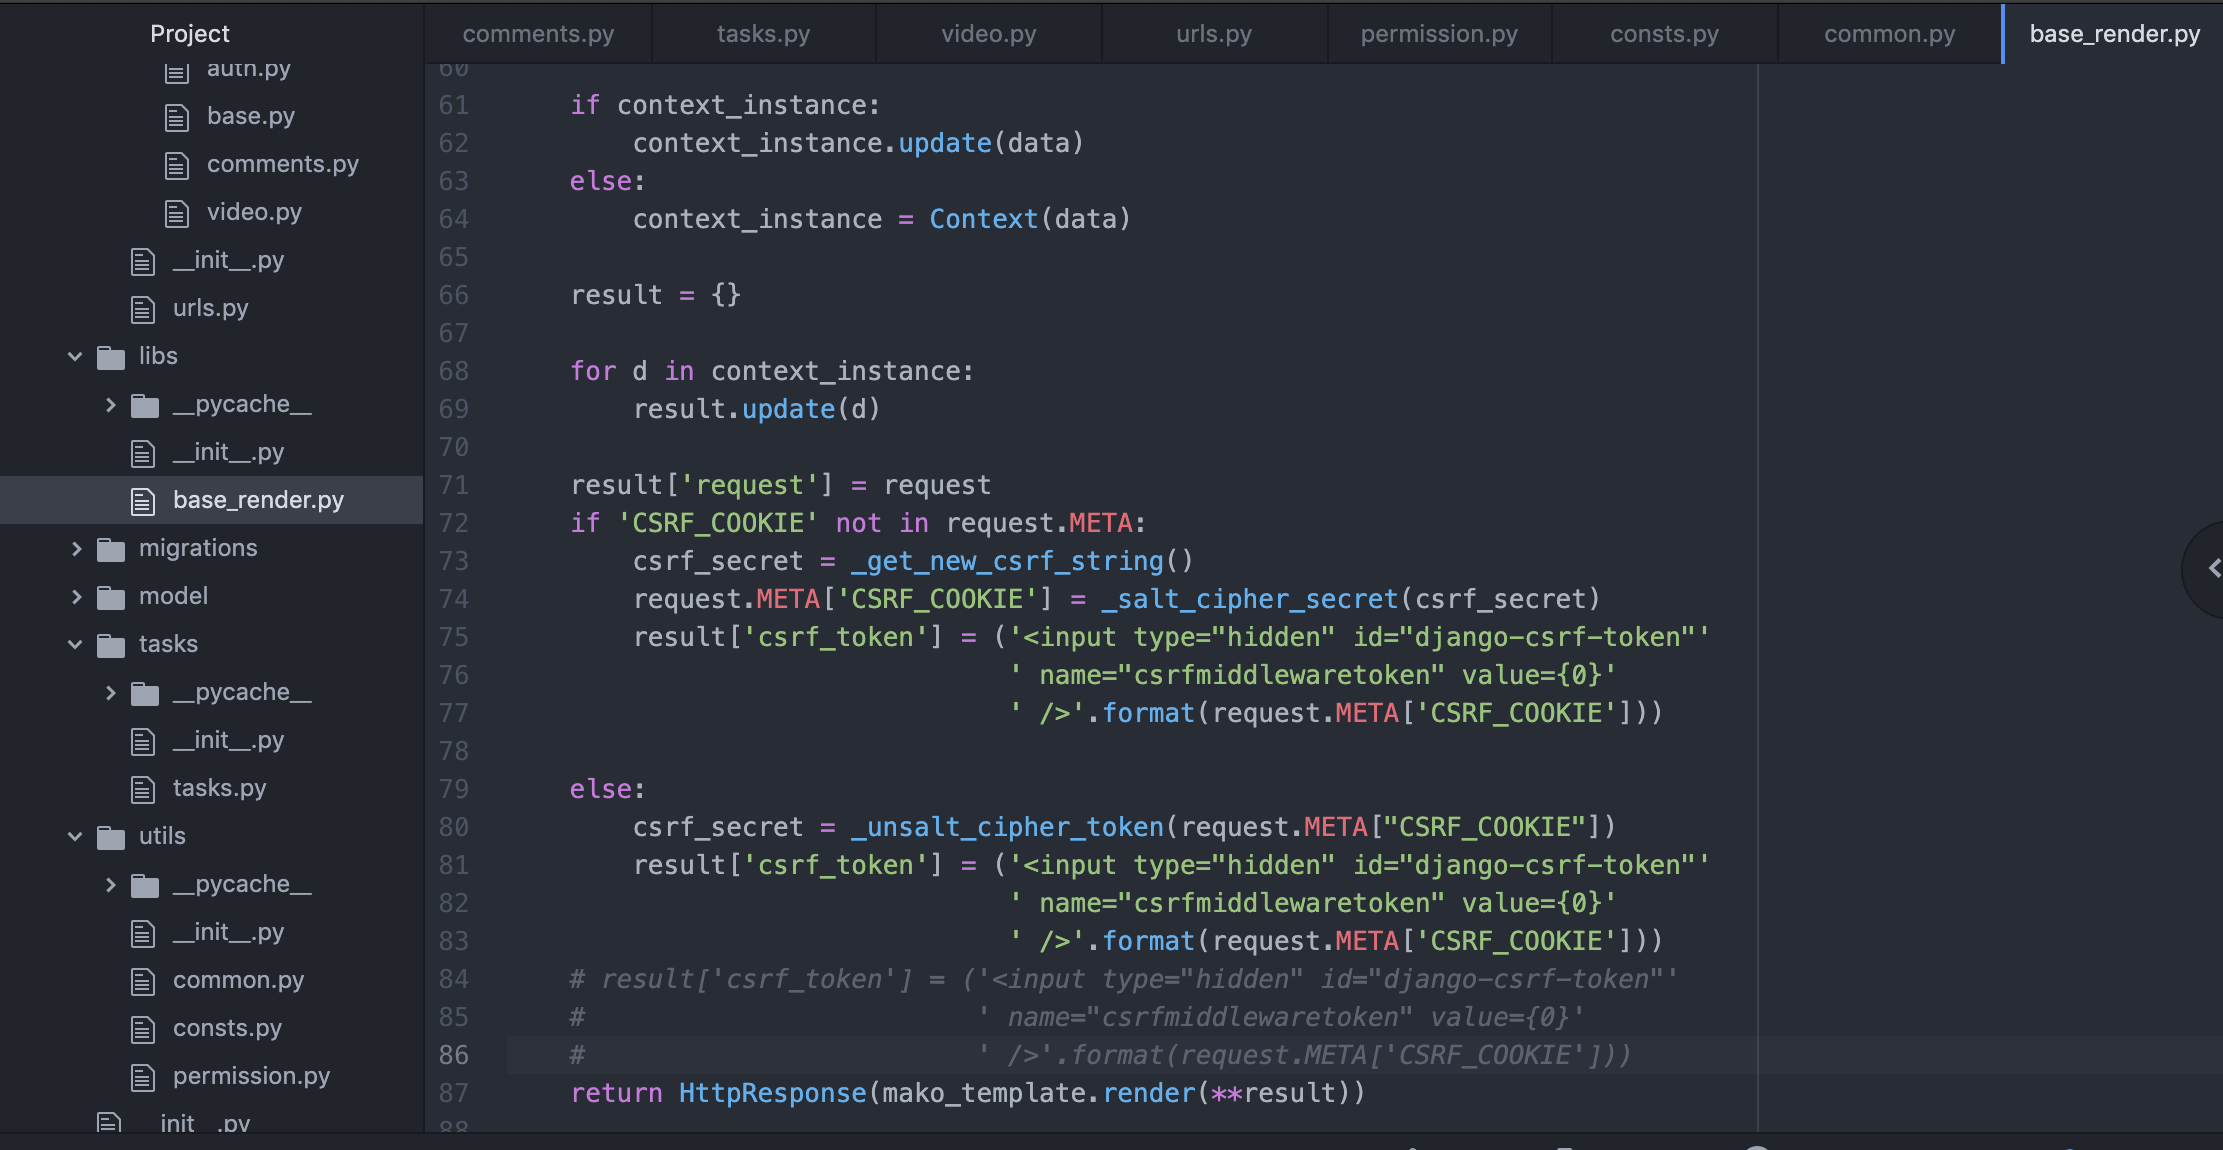 Project
comments.py
tasks.py
video.py
urls.py
permission.py
consts.py
common.py
base_render.py
auth.py
base.py
comments.py
video.py
__init__.py
urls.py
libs
__pycache__
__init__.py
base_render.py
migrations
model
tasks
__pycache__
__init__.py
tasks.py
utils
__pycache__
__init__.py
common.py
consts.py
permission.py
__init__.py
60
61 if context_instance:
62 context_instance.update(data)
63 else:
64 context_instance = Context(data)
65
66 result = {}
67
68 for d in context_instance:
69 result.update(d)
70
71 result['request'] = request
72 if 'CSRF_COOKIE' not in request.META:
73 csrf_secret = _get_new_csrf_string()
74 request.META['CSRF_COOKIE'] = _salt_cipher_secret(csrf_secret)
75 result['csrf_token'] = ('<input type="hidden" id="django-csrf-token"'
76 ' name="csrfmiddlewaretoken" value={0}'
77 ' />'.format(request.META['CSRF_COOKIE']))
78
79 else:
80 csrf_secret = _unsalt_cipher_token(request.META["CSRF_COOKIE"])
81 result['csrf_token'] = ('<input type="hidden" id="django-csrf-token"'
82 ' name="csrfmiddlewaretoken" value={0}'
83 ' />'.format(request.META['CSRF_COOKIE']))
84 # result['csrf_token'] = ('<input type="hidden" id="django-csrf-token"'
85 # ' name="csrfmiddlewaretoken" value={0}'
86 # ' />'.format(request.META['CSRF_COOKIE']))
87 return HttpResponse(mako_template.render(**result))
88